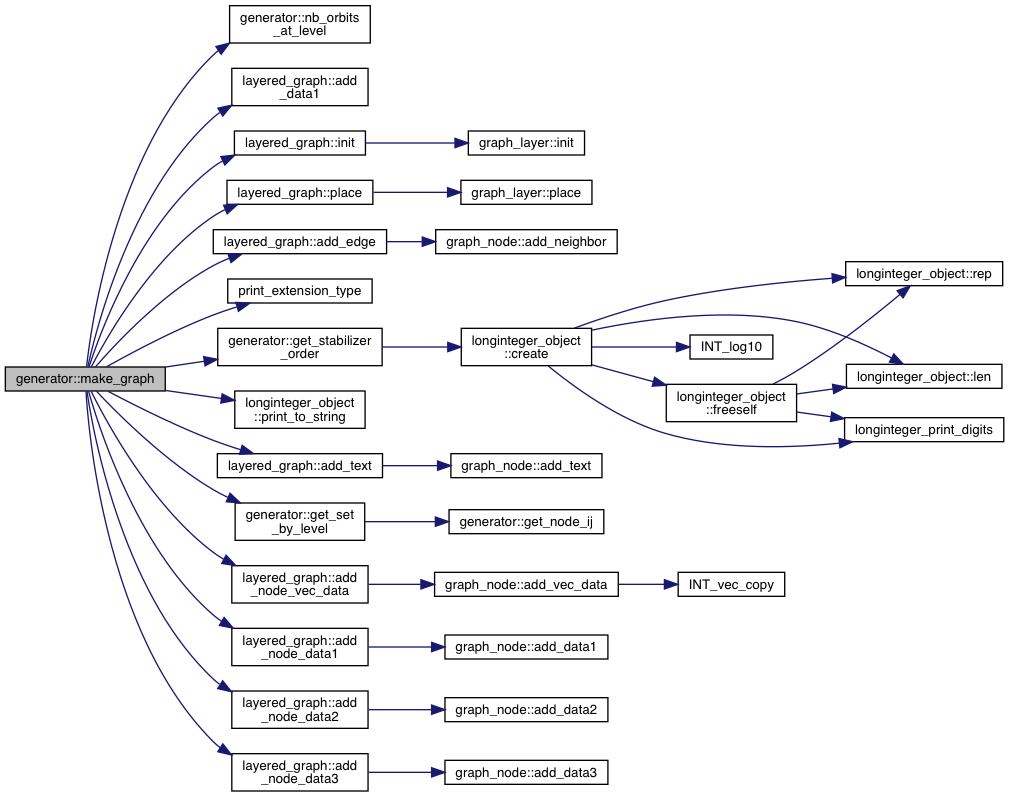 generator::make_graph
generator::nb_orbits
_at_level
layered_graph::add
_data1
layered_graph::init
graph_layer::init
layered_graph::place
graph_layer::place
layered_graph::add_edge
graph_node::add_neighbor
print_extension_type
generator::get_stabilizer
_order
longinteger_object
::create
longinteger_object::rep
INT_log10
longinteger_object
::freeself
longinteger_object::len
longinteger_print_digits
longinteger_object
::print_to_string
layered_graph::add_text
graph_node::add_text
generator::get_set
_by_level
generator::get_node_ij
layered_graph::add
_node_vec_data
graph_node::add_vec_data
INT_vec_copy
layered_graph::add
_node_data1
graph_node::add_data1
layered_graph::add
_node_data2
graph_node::add_data2
layered_graph::add
_node_data3
graph_node::add_data3